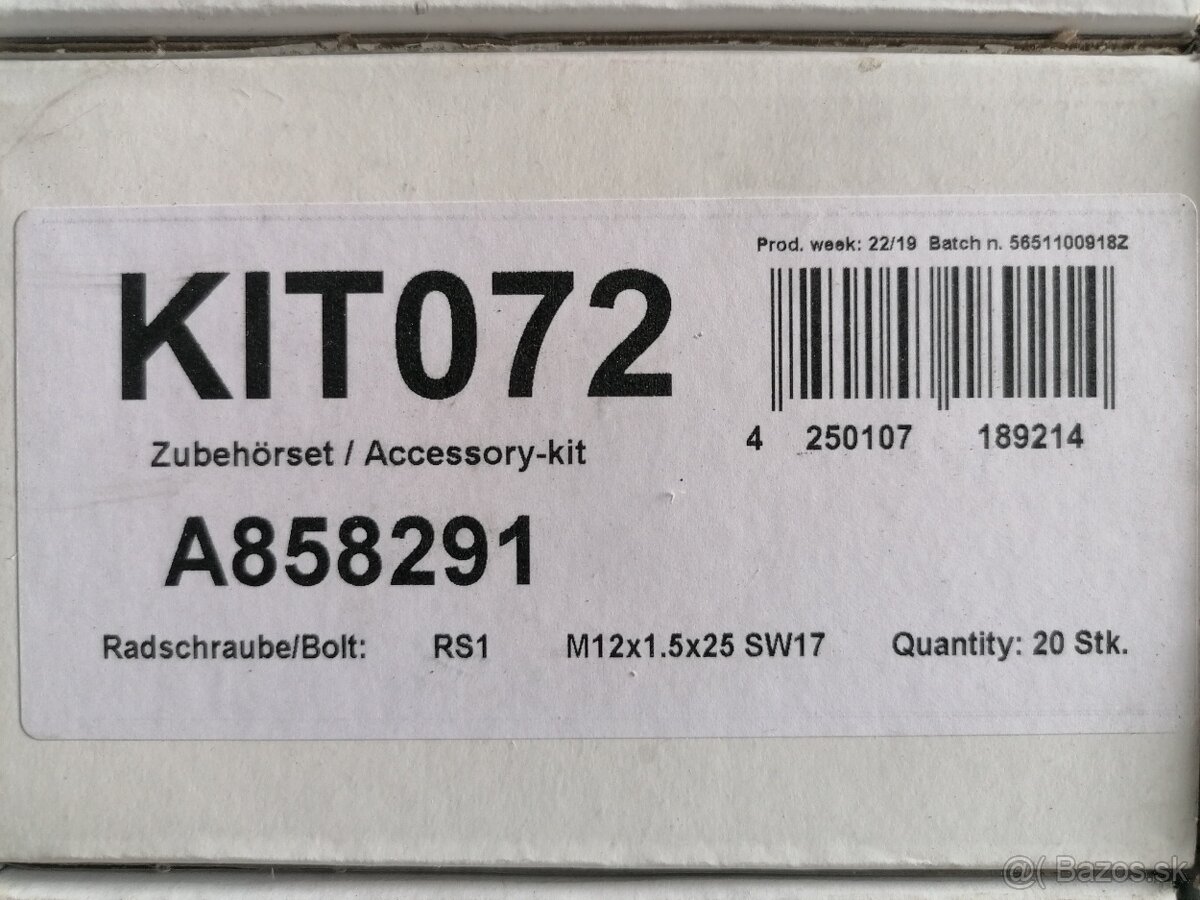 Prod. week: 22/19 Batch n. 5651100918Z
KIT072
4 250107 189214
Zubehörset / Accessory-kit
A858291
Radschraube/Bolt: RS1 M12x1.5x25 SW17 Quantity: 20 Stk.
@( Bazos.sk